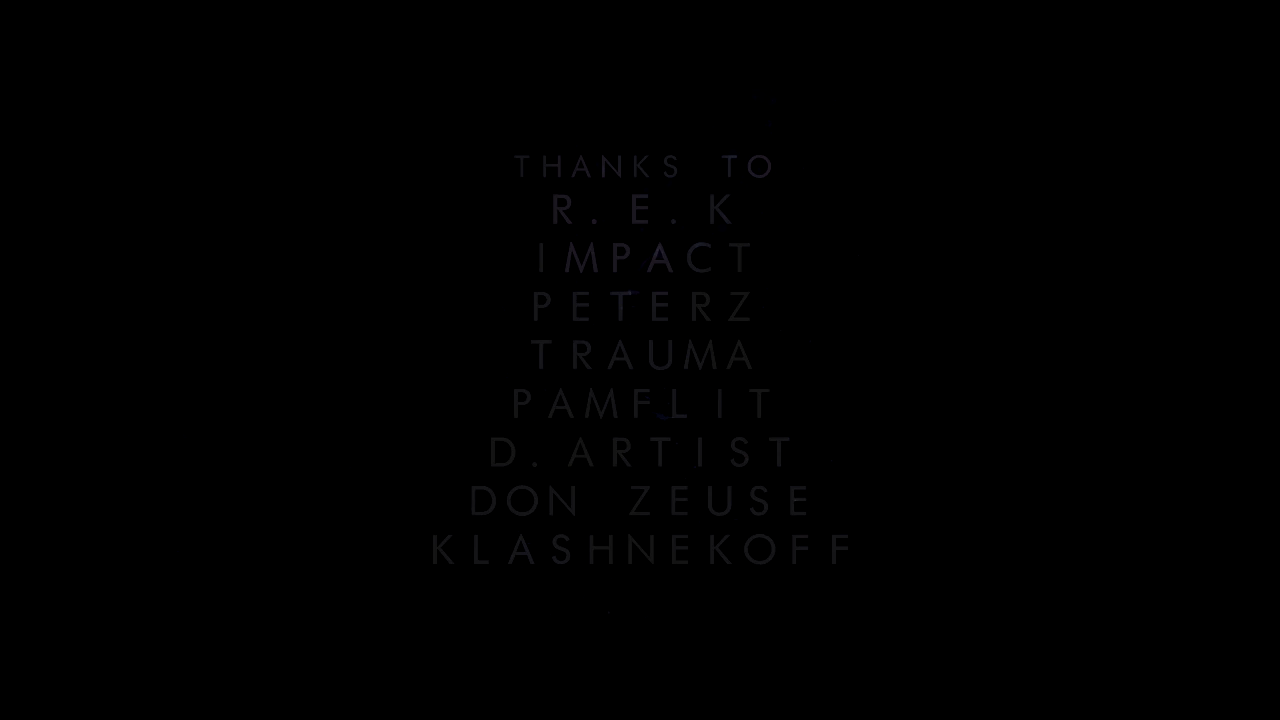 THANKS TO
R.E.K
IMPACT
PETERZ
TRAUMA
PAMFLIT
D.ARTIST
DON ZEUSE
KLASHNEKOFF